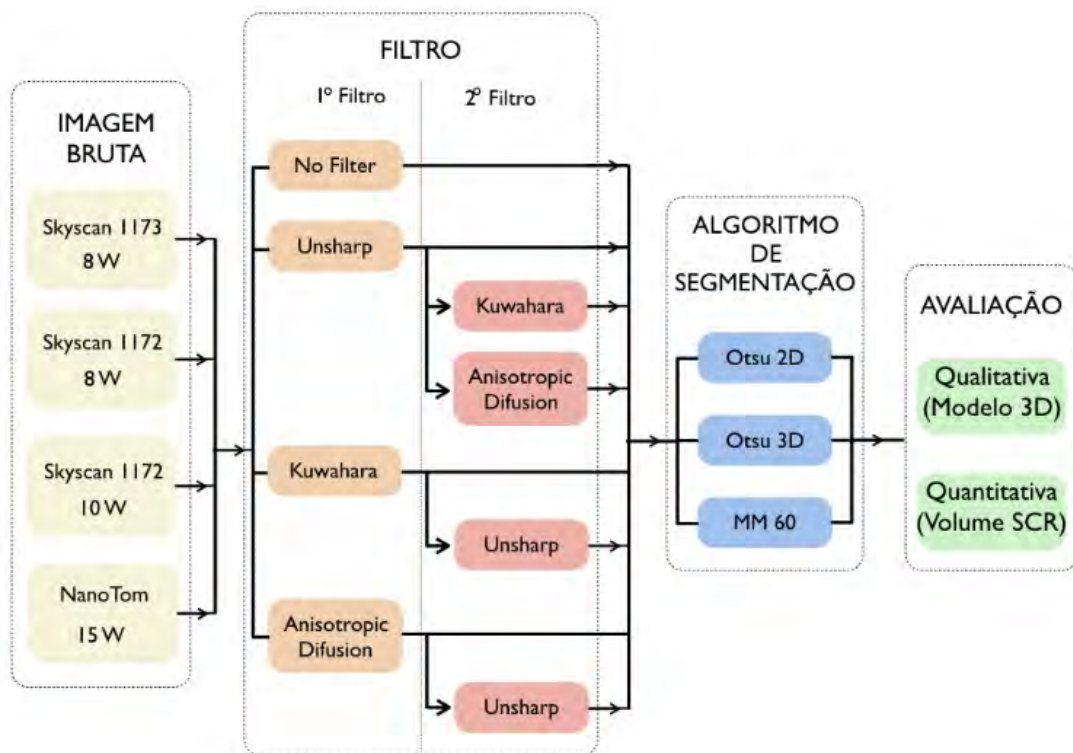 IMAGEM
BRUTA
Skyscan 1173
8 W
Skyscan 1172
8 W
Skyscan 1172
10 W
NanoTom
15 W
FILTRO
1º Filtro
2º Filtro
No Filter
Unsharp
Kuwahara
Anisotropic
Difusion
Kuwahara
Unsharp
Anisotropic
Difusion
Unsharp
ALGORITMO
DE
SEGMENTAÇÃO
Otsu 2D
Otsu 3D
MM 60
AVALIAÇÃO
Qualitativa
(Modelo 3D)
Quantitativa
(Volume SCR)